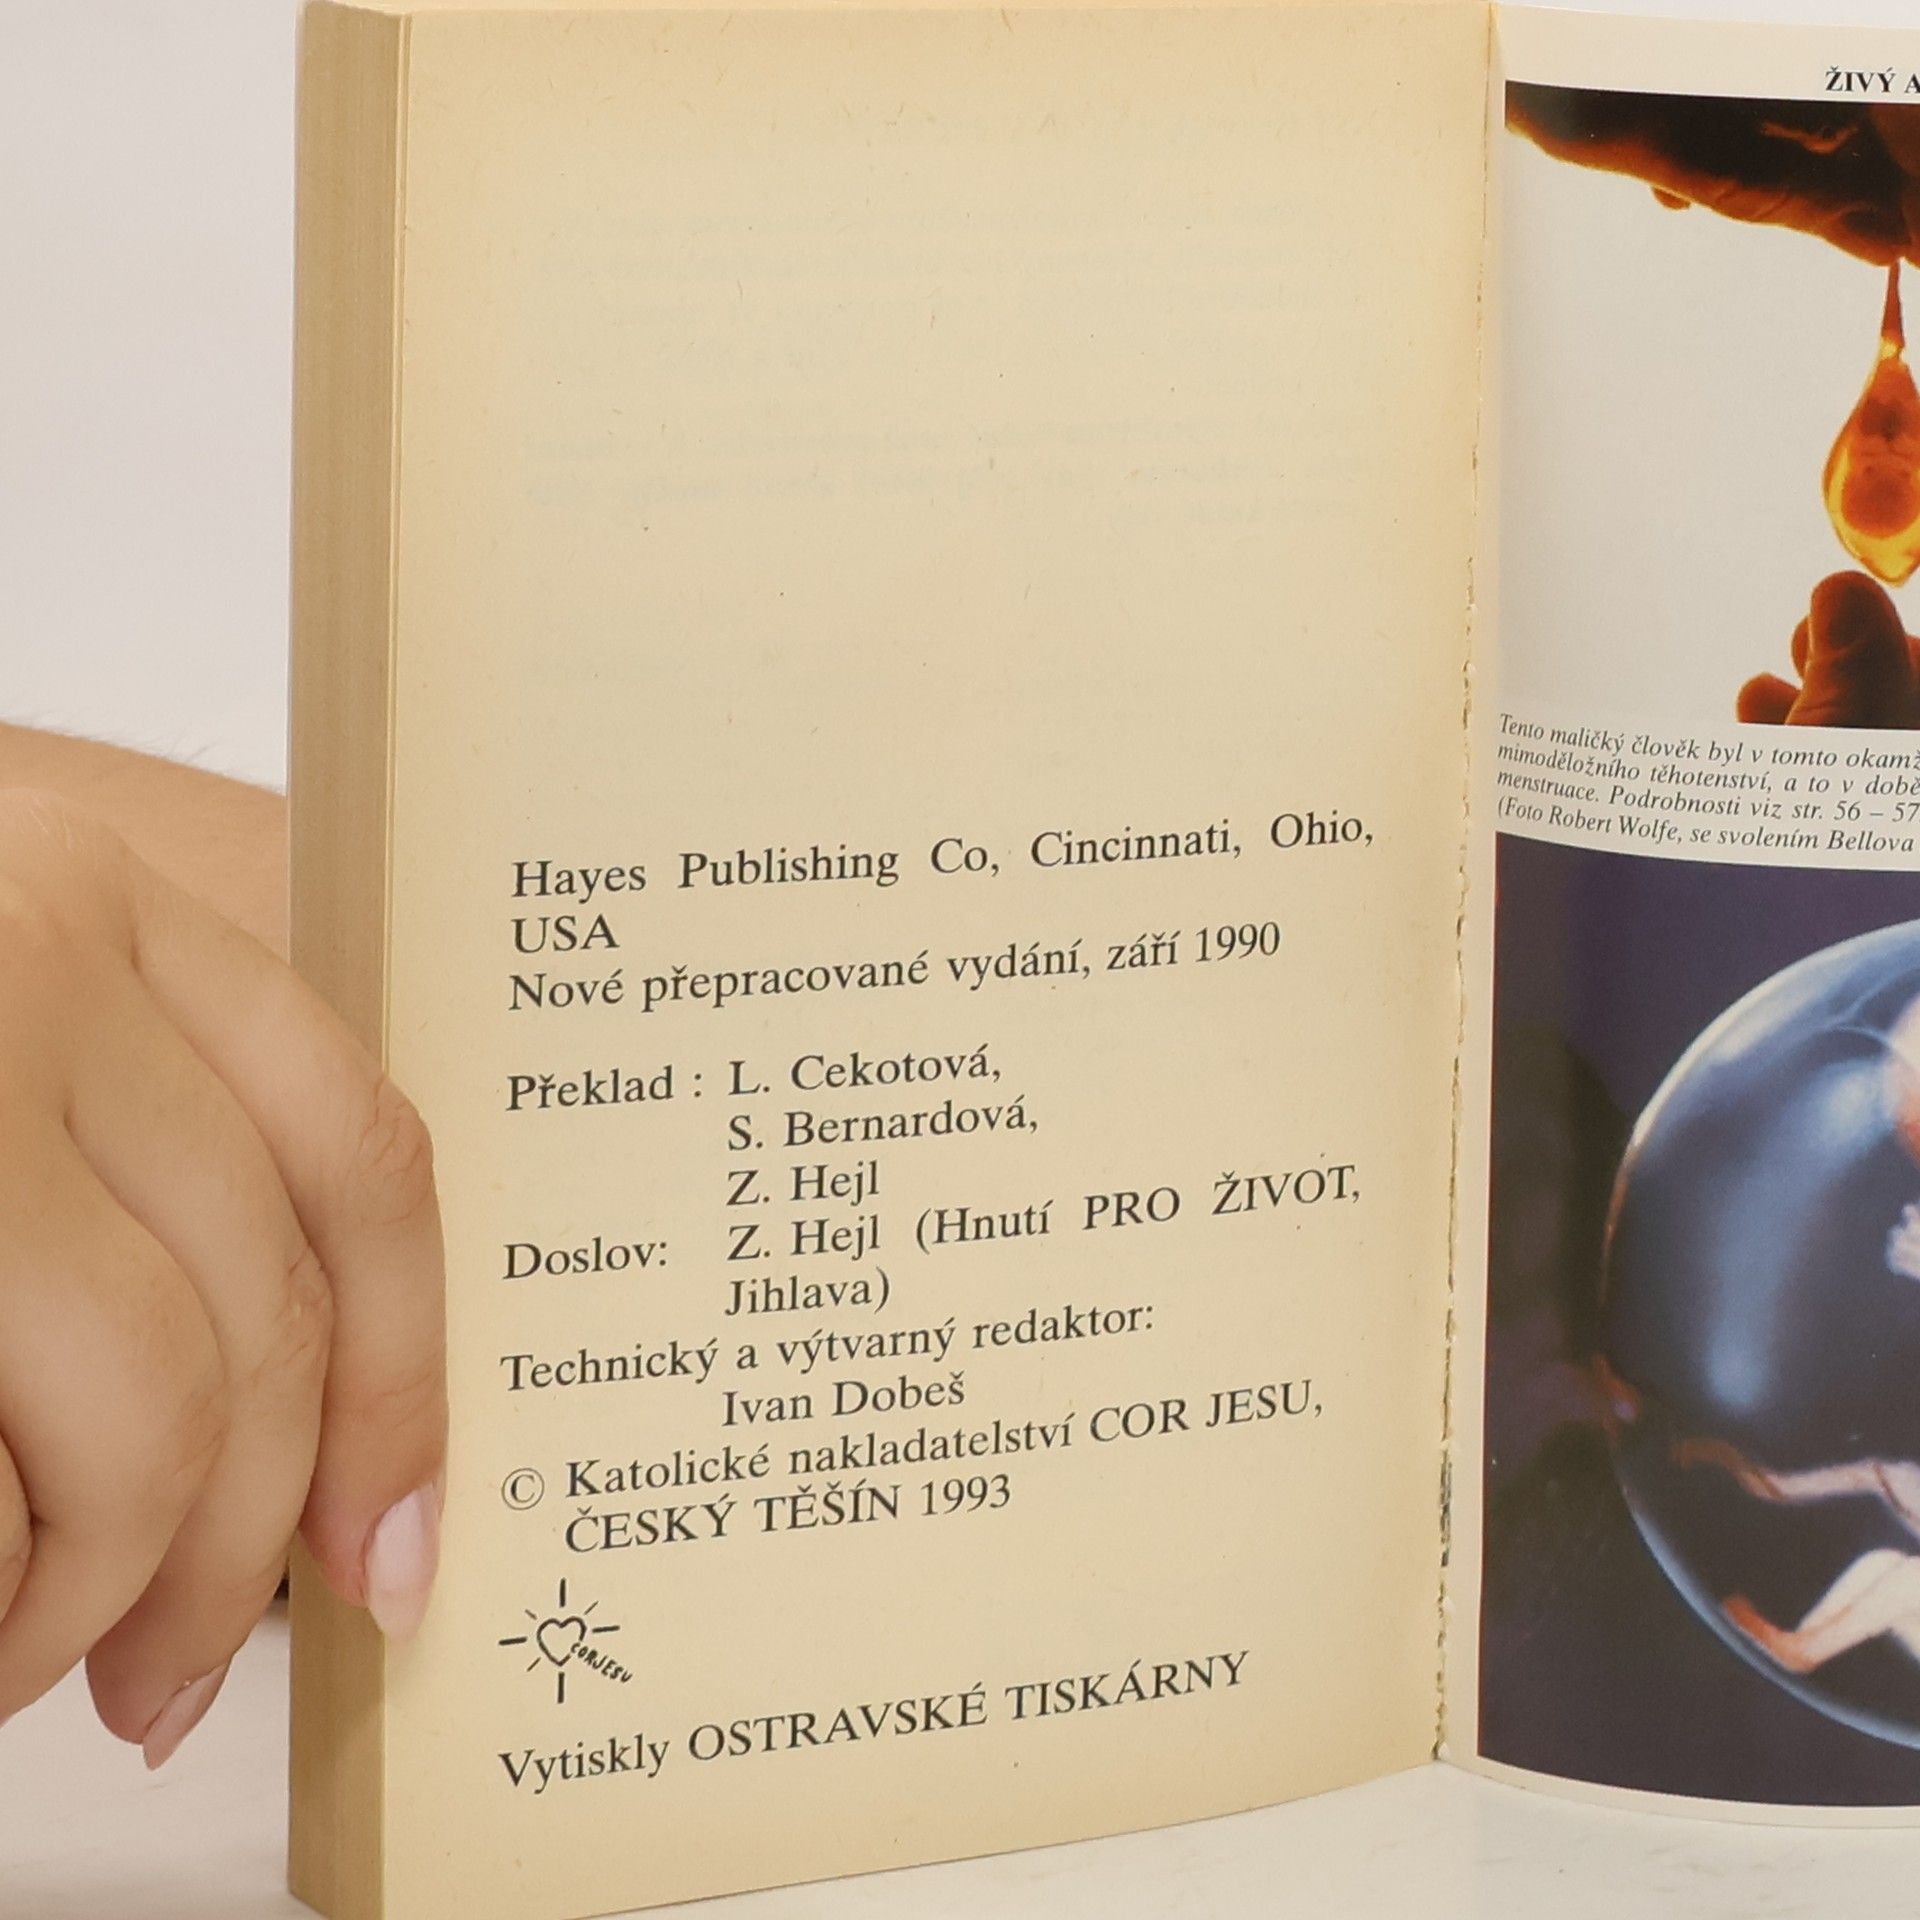 Hayes Publishing Co, Cincinnati, Ohio,
USA
Nové přepracované vydání, září 1990
Překlad : L. Cekotová,
S. Bernardová,
Z. Hejl
Doslov: Z. Hejl (Hnutí PRO ŽIVOT,
Jihlava)
Technický a výtvarný redaktor:
Ivan Dobeš
© Katolické nakladatelství COR JESU,
ČESKÝ TĚŠÍN 1993
COR JESU
Vytiskly OSTRAVSKÉ TISKÁRNY
ŽIVÝ A
Tento maličký člověk byl v tomto okamž
mimoděložního těhotenství, a to v době
menstruace. Podrobnosti viz str. 56 – 57
(Foto Robert Wolfe, se svolením Bellova